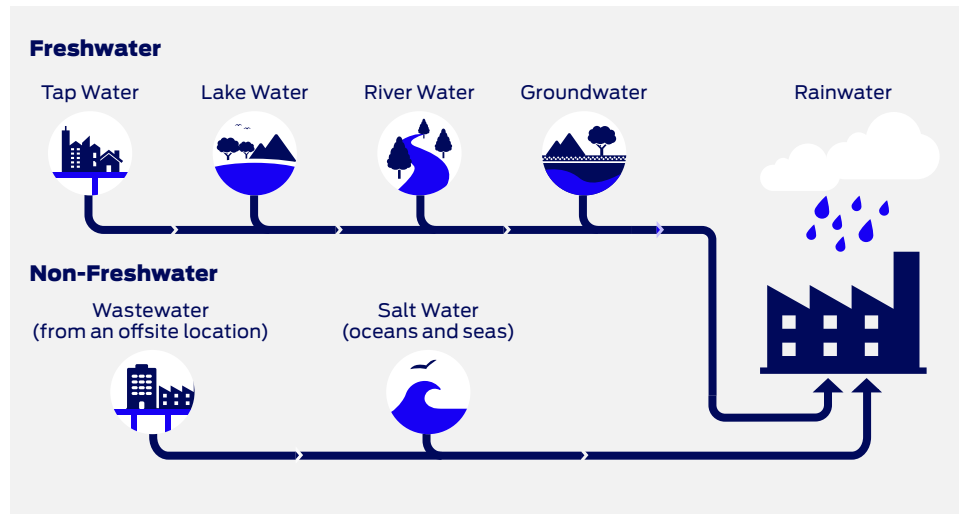 Freshwater
Tap Water
Lake Water
River Water
Groundwater
Rainwater
Non-Freshwater
Wastewater
(from an offsite location)
Salt Water
(oceans and seas)